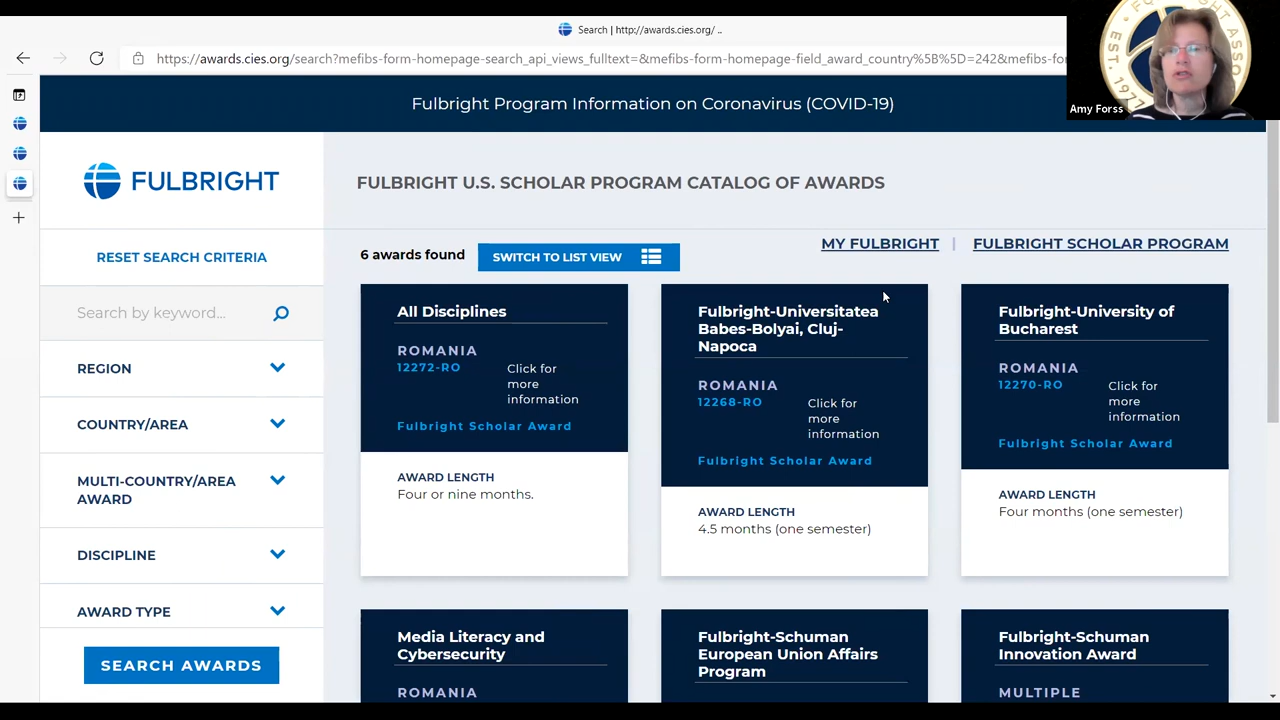 Search | http://awards.cies.org/ ..
https://awards.cies.org/search?mefibs-form-homepage-search_api_views_fulltext=&mefibs-form-homepage-field_award_country%5B%5D=242&mefibs-fo
Amy Forss
Fulbright Program Information on Coronavirus (COVID-19)
FULBRIGHT
FULBRIGHT U.S. SCHOLAR PROGRAM CATALOG OF AWARDS
MY FULBRIGHT | FULBRIGHT SCHOLAR PROGRAM
6 awards found
SWITCH TO LIST VIEW
RESET SEARCH CRITERIA
Search by keyword...
REGION
COUNTRY/AREA
MULTI-COUNTRY/AREA
AWARD
DISCIPLINE
AWARD TYPE
SEARCH AWARDS
All Disciplines
ROMANIA
12272-RO
Click for
more
information
Fulbright Scholar Award
AWARD LENGTH
Four or nine months.
Fulbright-Universitatea
Babes-Bolyai, Cluj-
Napoca
ROMANIA
12268-RO
Click for
more
information
Fulbright Scholar Award
AWARD LENGTH
4.5 months (one semester)
Fulbright-University of
Bucharest
ROMANIA
12270-RO
Click for
more
information
Fulbright Scholar Award
AWARD LENGTH
Four months (one semester)
Media Literacy and
Cybersecurity
ROMANIA
Fulbright-Schuman
European Union Affairs
Program
Fulbright-Schuman
Innovation Award
MULTIPLE